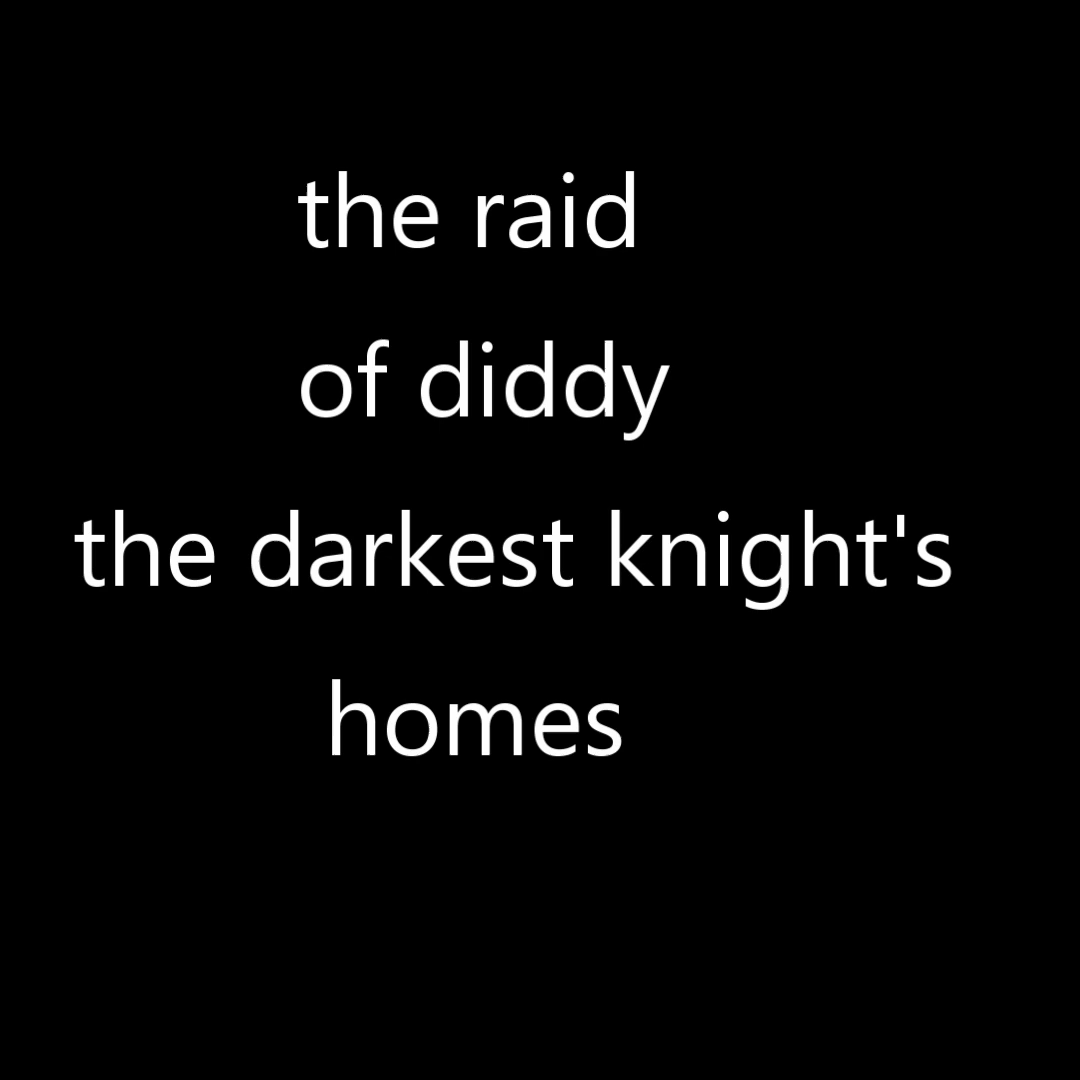 the raid
of diddy
the darkest knight's
homes